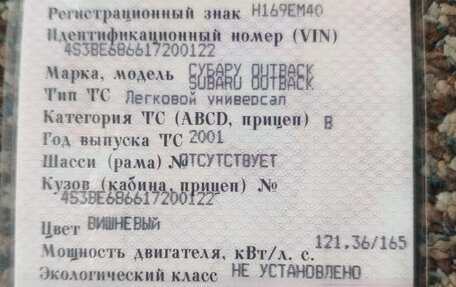 Регистрационный знак Н169ЕМ40
Идентификационный номер (VIN)
4S3BE686617200122
Марка, модель СУБАРУ OUTBACK
SUBARU OUTBACK
Тип ТС Легковой универсал
Категория ТС (ABCD, прицеп) B
Год выпуска ТС 2001
Шасси (рама) № ОТСУТСТВУЕТ
Кузов (кабина, прицеп) №
4S3BE686617200122
Цвет ВИШНЕВЫЙ
Мощность двигателя, кВт/л. с. 121.36/165
Экологический класс НЕ УСТАНОВЛЕНО